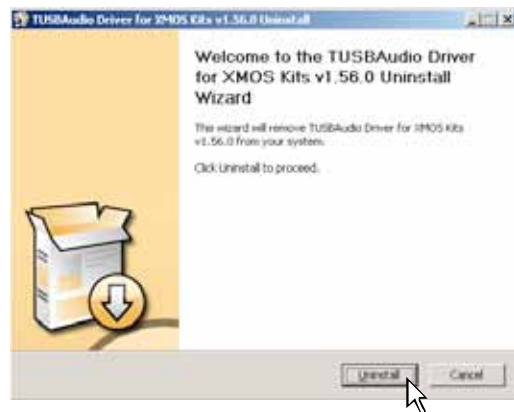 TUSBAudio Driver for XMOS Kits v1.56.0 Uninstall
Welcome to the TUSBAudio Driver
for XMOS Kits v1.56.0 Uninstall
Wizard
This wizard will remove TUSBAudio Driver for XMOS Kits
v1.56.0 from your system.
Click Uninstall to proceed.
Uninstall
Cancel